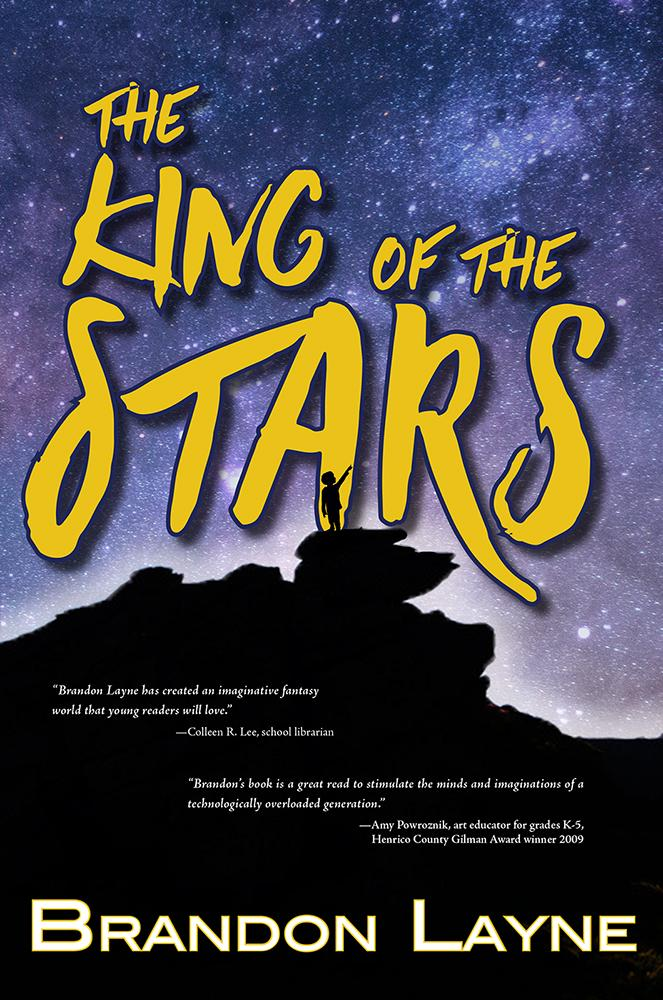 THE
KING OF THE
STARS
“Brandon Layne has created an imaginative fantasy
world that young readers will love.”
—Colleen R. Lee, school librarian
“Brandon’s book is a great read to stimulate the minds and imaginations of a
technologically overloaded generation.”
—Amy Powroznik, art educator for grades K-5,
Henrico County Gilman Award winner 2009
BRANDON LAYNE